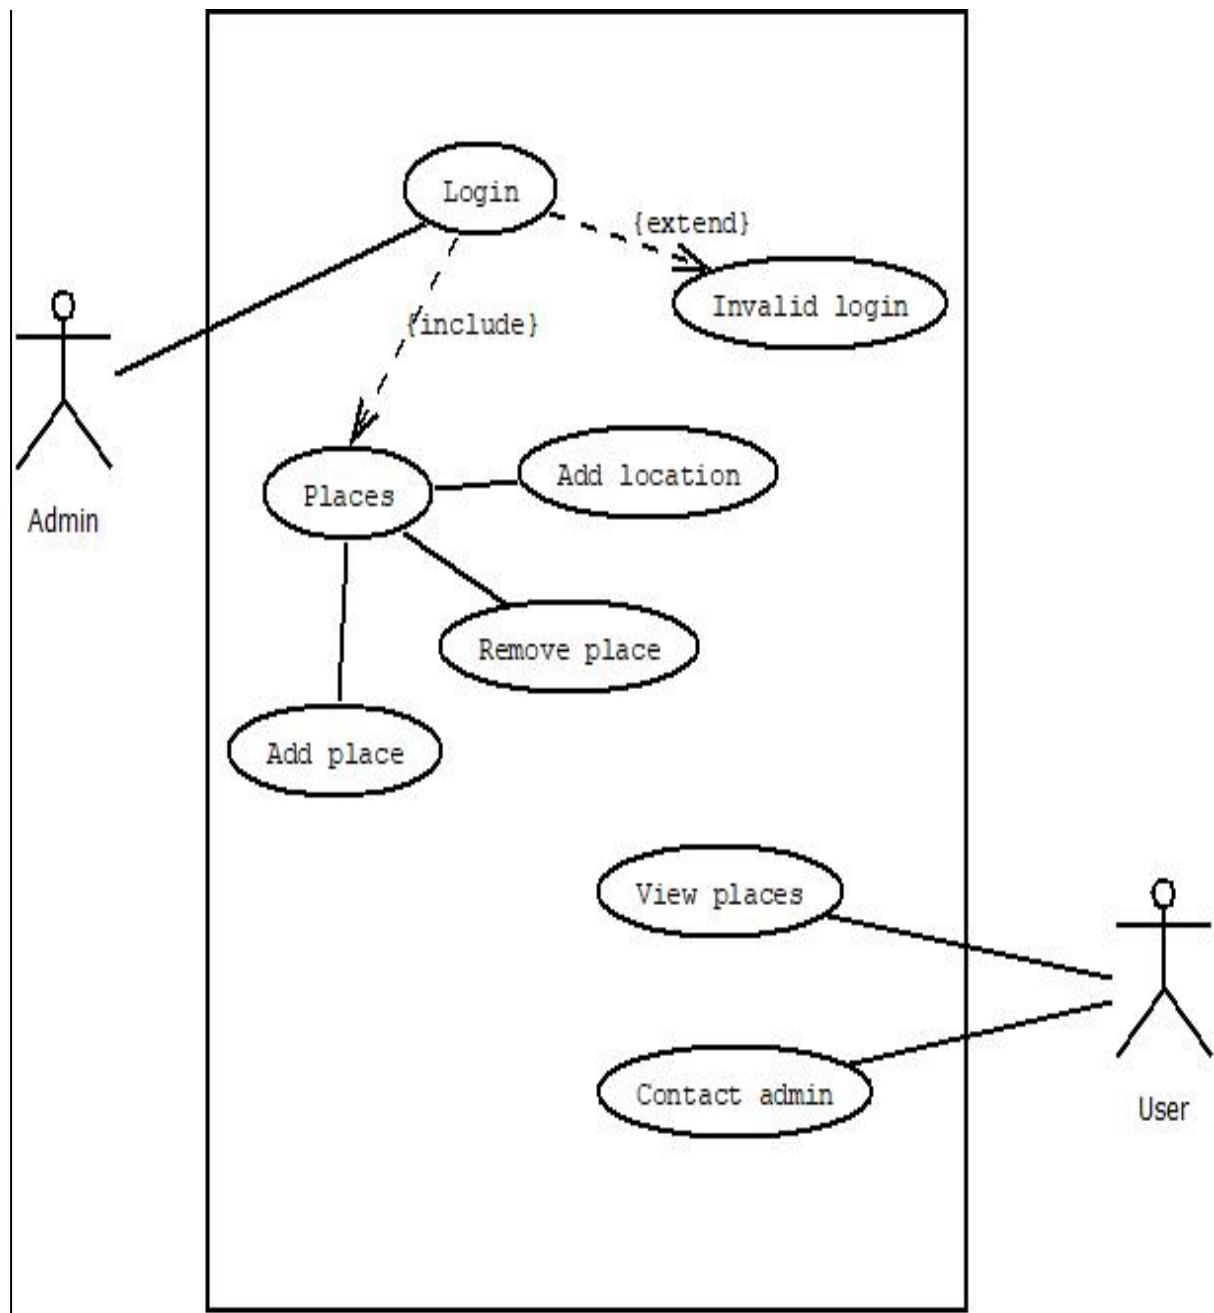 Login
{extend}
Invalid login
{include}
Add location
Places
Admin
Remove place
Add place
View places
Contact admin
User